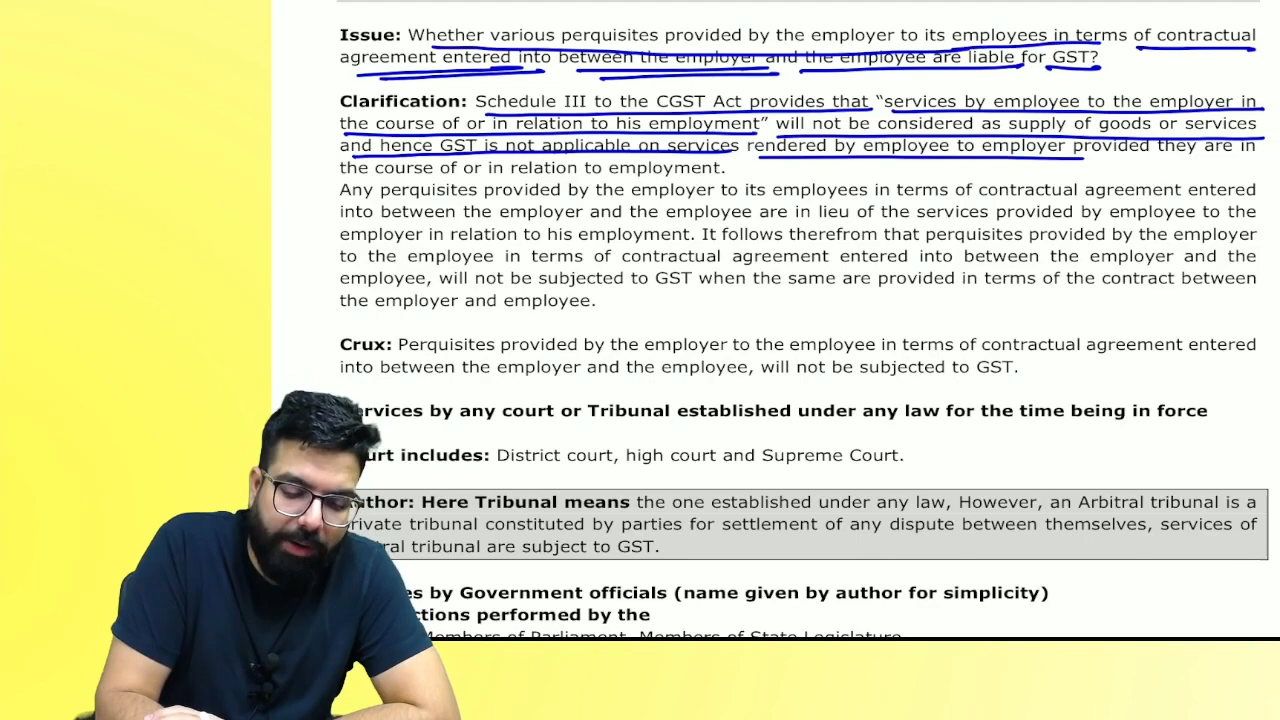 Issue: Whether various perquisites provided by the employer to its employees in terms of contractual
agreement entered into between the employer and the employee are liable for GST?
Clarification: Schedule III to the CGST Act provides that “services by employee to the employer in
the course of or in relation to his employment” will not be considered as supply of goods or services
and hence GST is not applicable on services rendered by employee to employer provided they are in
the course of or in relation to employment.
Any perquisites provided by the employer to its employees in terms of contractual agreement entered
into between the employer and the employee are in lieu of the services provided by employee to the
employer in relation to his employment. It follows therefrom that perquisites provided by the employer
to the employee in terms of contractual agreement entered into between the employer and the
employee, will not be subjected to GST when the same are provided in terms of the contract between
the employer and employee.
Crux: Perquisites provided by the employer to the employee in terms of contractual agreement entered
into between the employer and the employee, will not be subjected to GST.
by any court or Tribunal established under any law for the time being in force
includes: District court, high court and Supreme Court.
Here Tribunal means the one established under any law, However, an Arbitral tribunal is a
tribunal constituted by parties for settlement of any dispute between themselves, services of
tribunal are subject to GST.
by Government officials (name given by author for simplicity)
performed by the
Members of Parliament, Members of State Legislature